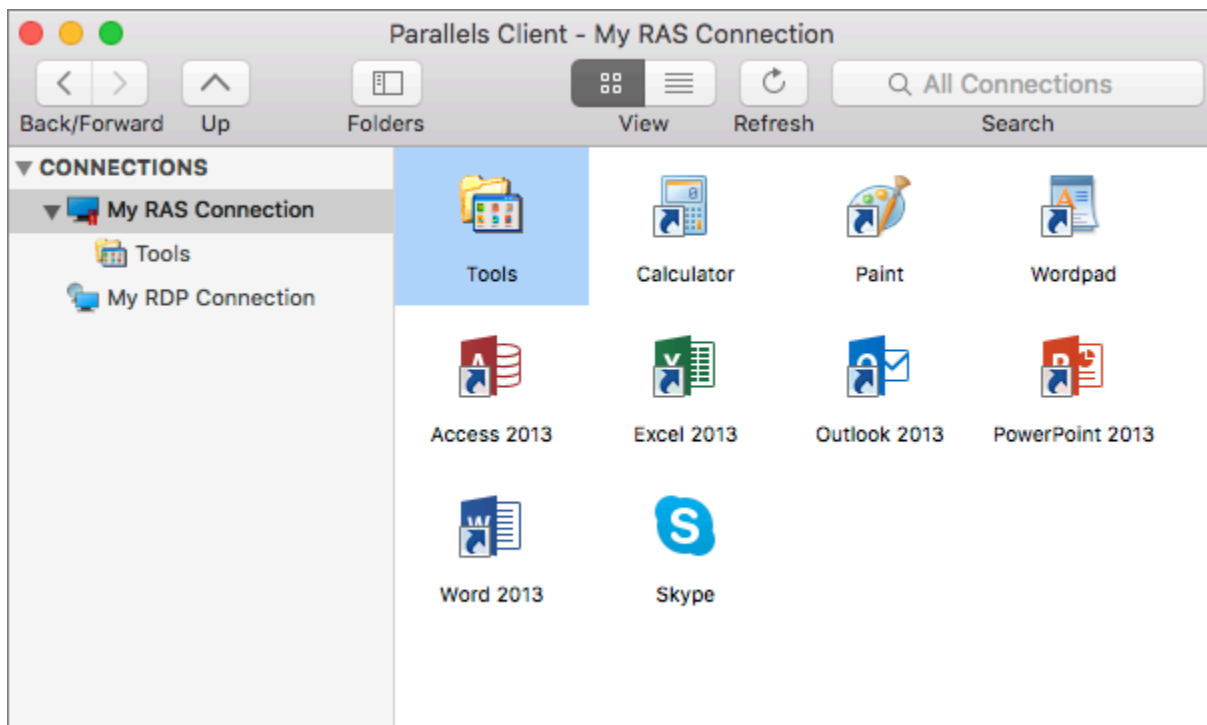 Parallels Client - My RAS Connection
All Connections
Back/Forward Up Folders View Refresh Search
CONNECTIONS
My RAS Connection
Tools
My RDP Connection
Tools Calculator Paint Wordpad
Access 2013 Excel 2013 Outlook 2013 PowerPoint 2013
Word 2013 Skype